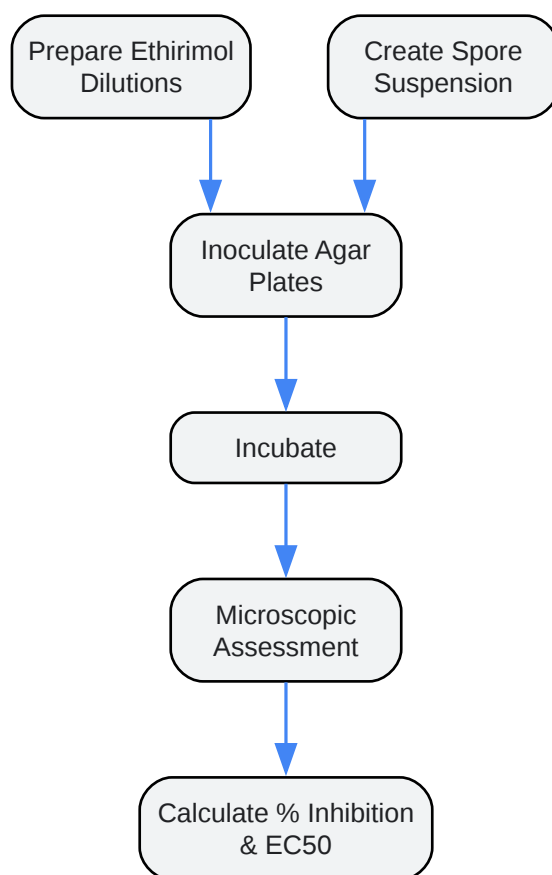 Prepare Ethirimol
Dilutions
Create Spore
Suspension
Inoculate Agar
Plates
Incubate
Microscopic
Assessment
Calculate % Inhibition
& EC50